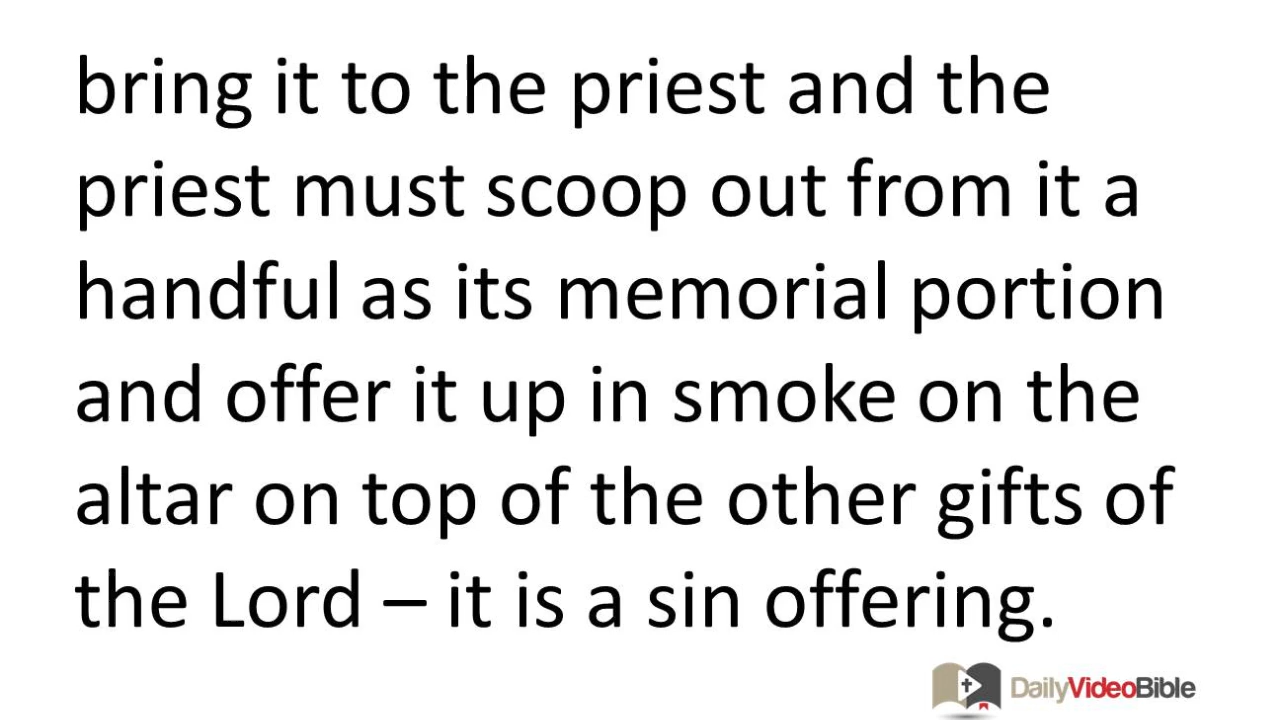 bring it to the priest and the
priest must scoop out from it a
handful as its memorial portion
and offer it up in smoke on the
altar on top of the other gifts of
the Lord – it is a sin offering.
DailyVideoBible